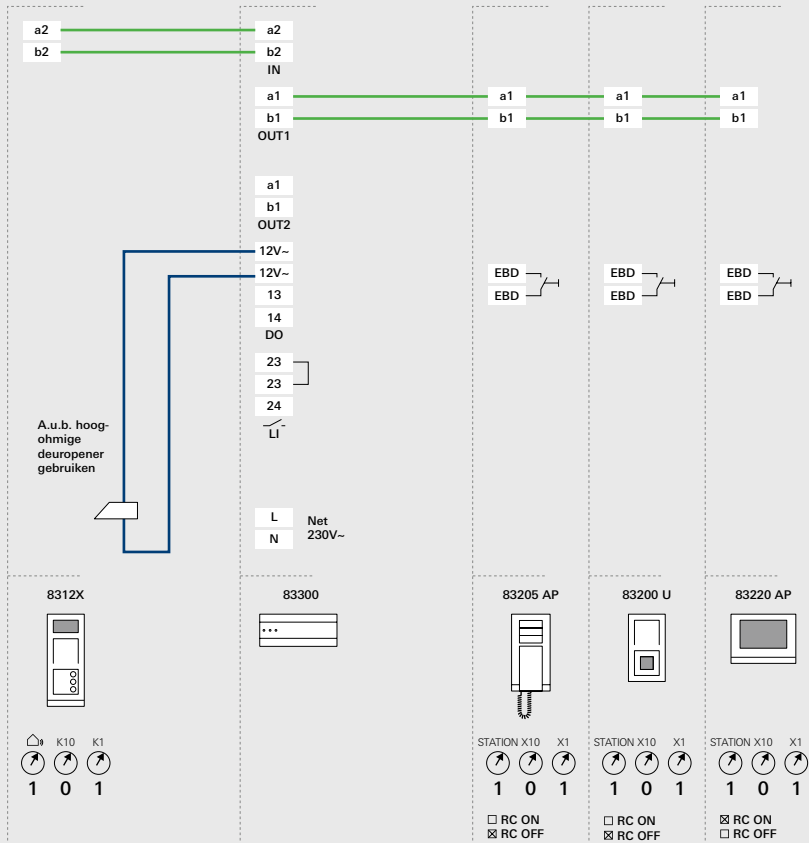 a2
b2
a2
b2
IN
a1
b1
OUT1
a1
b1
a1
b1
a1
b1
a1
b1
OUT2
12V~
12V~
13
14
DO
EBD
EBD
EBD
EBD
EBD
EBD
23
23
24
LI
A.u.b. hoog-
ohmige
deuropener
gebruiken
L
N
Net
230V~
8312X
83300
83205 AP
83200 U
83220 AP
K10 K1
1 0 1
STATION X10 X1
1 0 1
RC ON
RC OFF
STATION X10 X1
1 0 1
RC ON
RC OFF
STATION X10 X1
1 0 1
RC ON
RC OFF